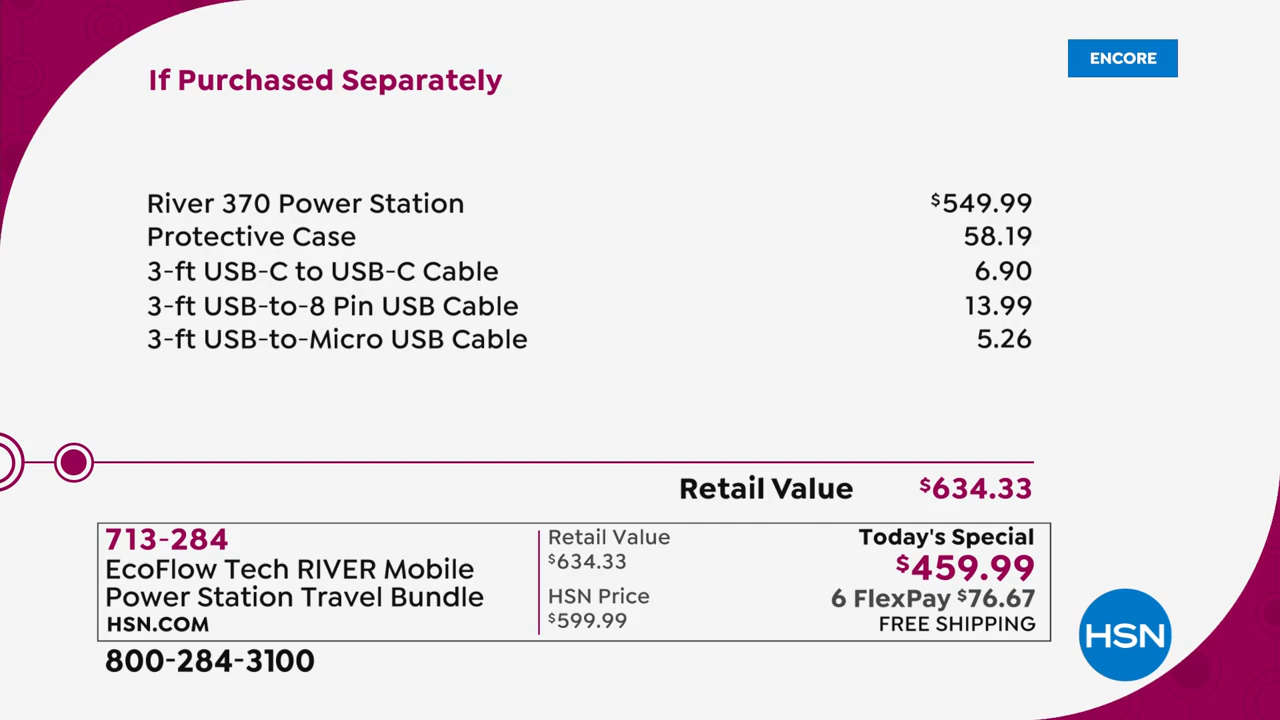 ENCORE
If Purchased Separately
River 370 Power Station $549.99
Protective Case 58.19
3-ft USB-C to USB-C Cable 6.90
3-ft USB-to-8 Pin USB Cable 13.99
3-ft USB-to-Micro USB Cable 5.26
Retail Value $634.33
713-284
EcoFlow Tech RIVER Mobile
Power Station Travel Bundle
HSN.COM
Retail Value
$634.33
HSN Price
$599.99
Today's Special
$459.99
6 FlexPay $76.67
FREE SHIPPING
800-284-3100
HSN